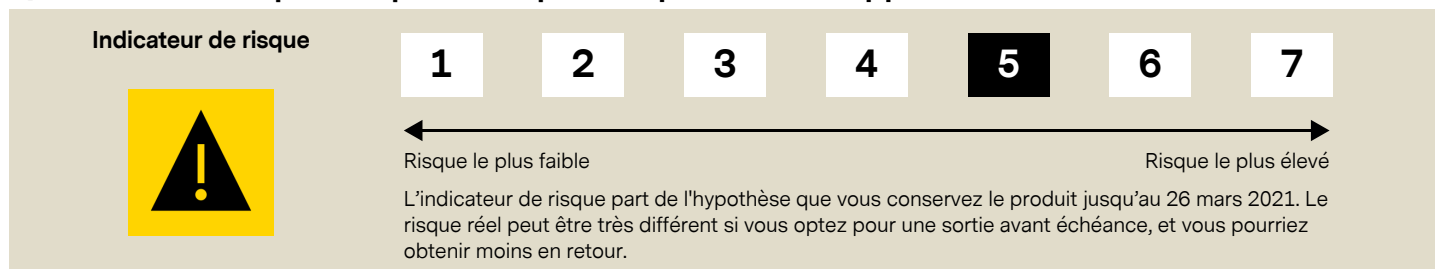 Indicateur de risque
1 2 3 4 5 6 7
Risque le plus faible Risque le plus élevé
L’indicateur de risque part de l'hypothèse que vous conservez le produit jusqu’au 26 mars 2021. Le
risque réel peut être très différent si vous optez pour une sortie avant échéance, et vous pourriez
obtenir moins en retour.